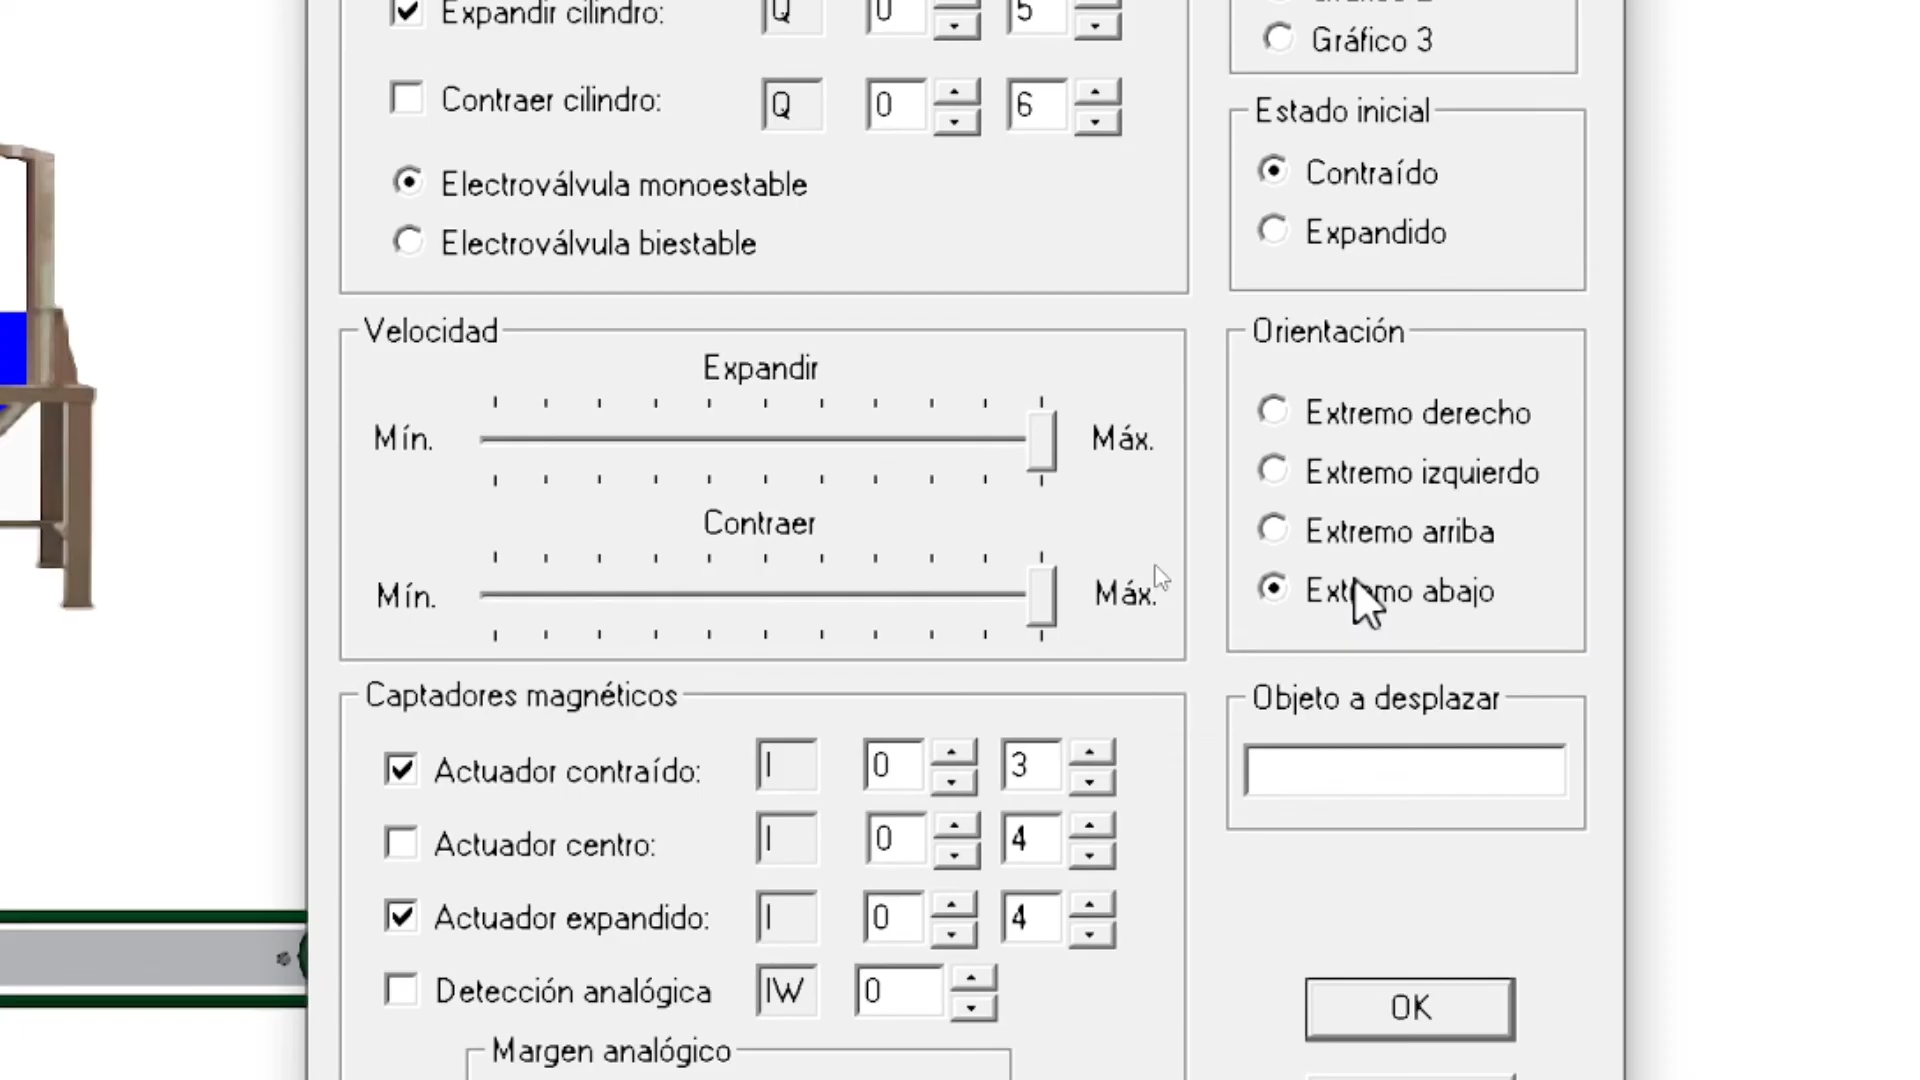 Expandir cilindro: Q 0 5
Gráfico 3
Contraer cilindro: Q 0 6
Electroválvula monoestable
Electroválvula biestable
Estado inicial
Contraído
Expandido
Velocidad
Expandir
Mín. Máx.
Contraer
Mín. Máx.
Orientación
Extremo derecho
Extremo izquierdo
Extremo arriba
Extremo abajo
Captadores magnéticos
Actuador contraído: I 0 3
Actuador centro: I 0 4
Actuador expandido: I 0 4
Detección analógica IW 0
Margen analógico
Objeto a desplazar
OK